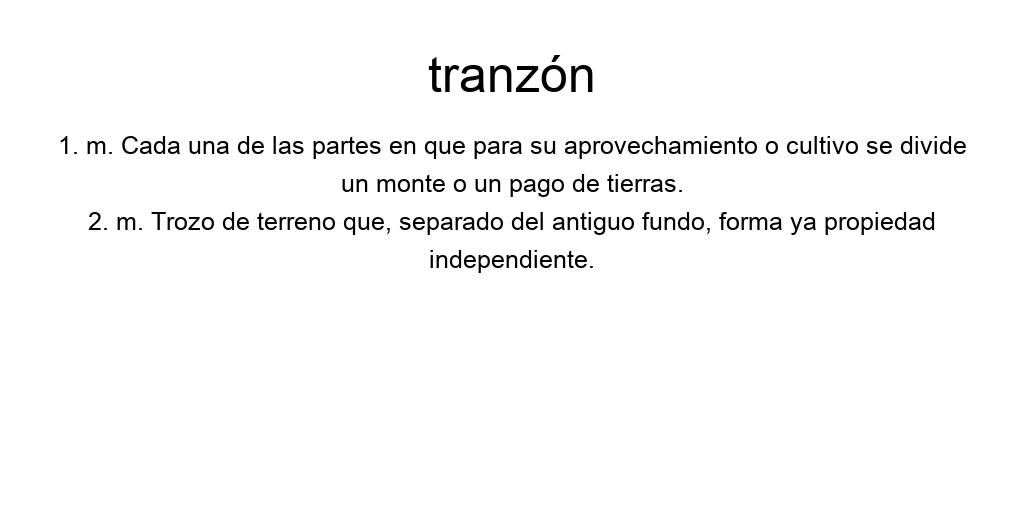 tranzón
1. m. Cada una de las partes en que para su aprovechamiento o cultivo se divide
un monte o un pago de tierras.
2. m. Trozo de terreno que, separado del antiguo fundo, forma ya propiedad
independiente.